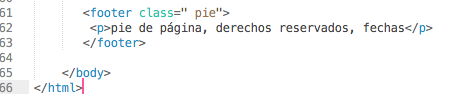 61 <footer class=" pie">
62 <p>pie de página, derechos reservados, fechas</p>
63 </footer>
64
65 </body>
66 </html>